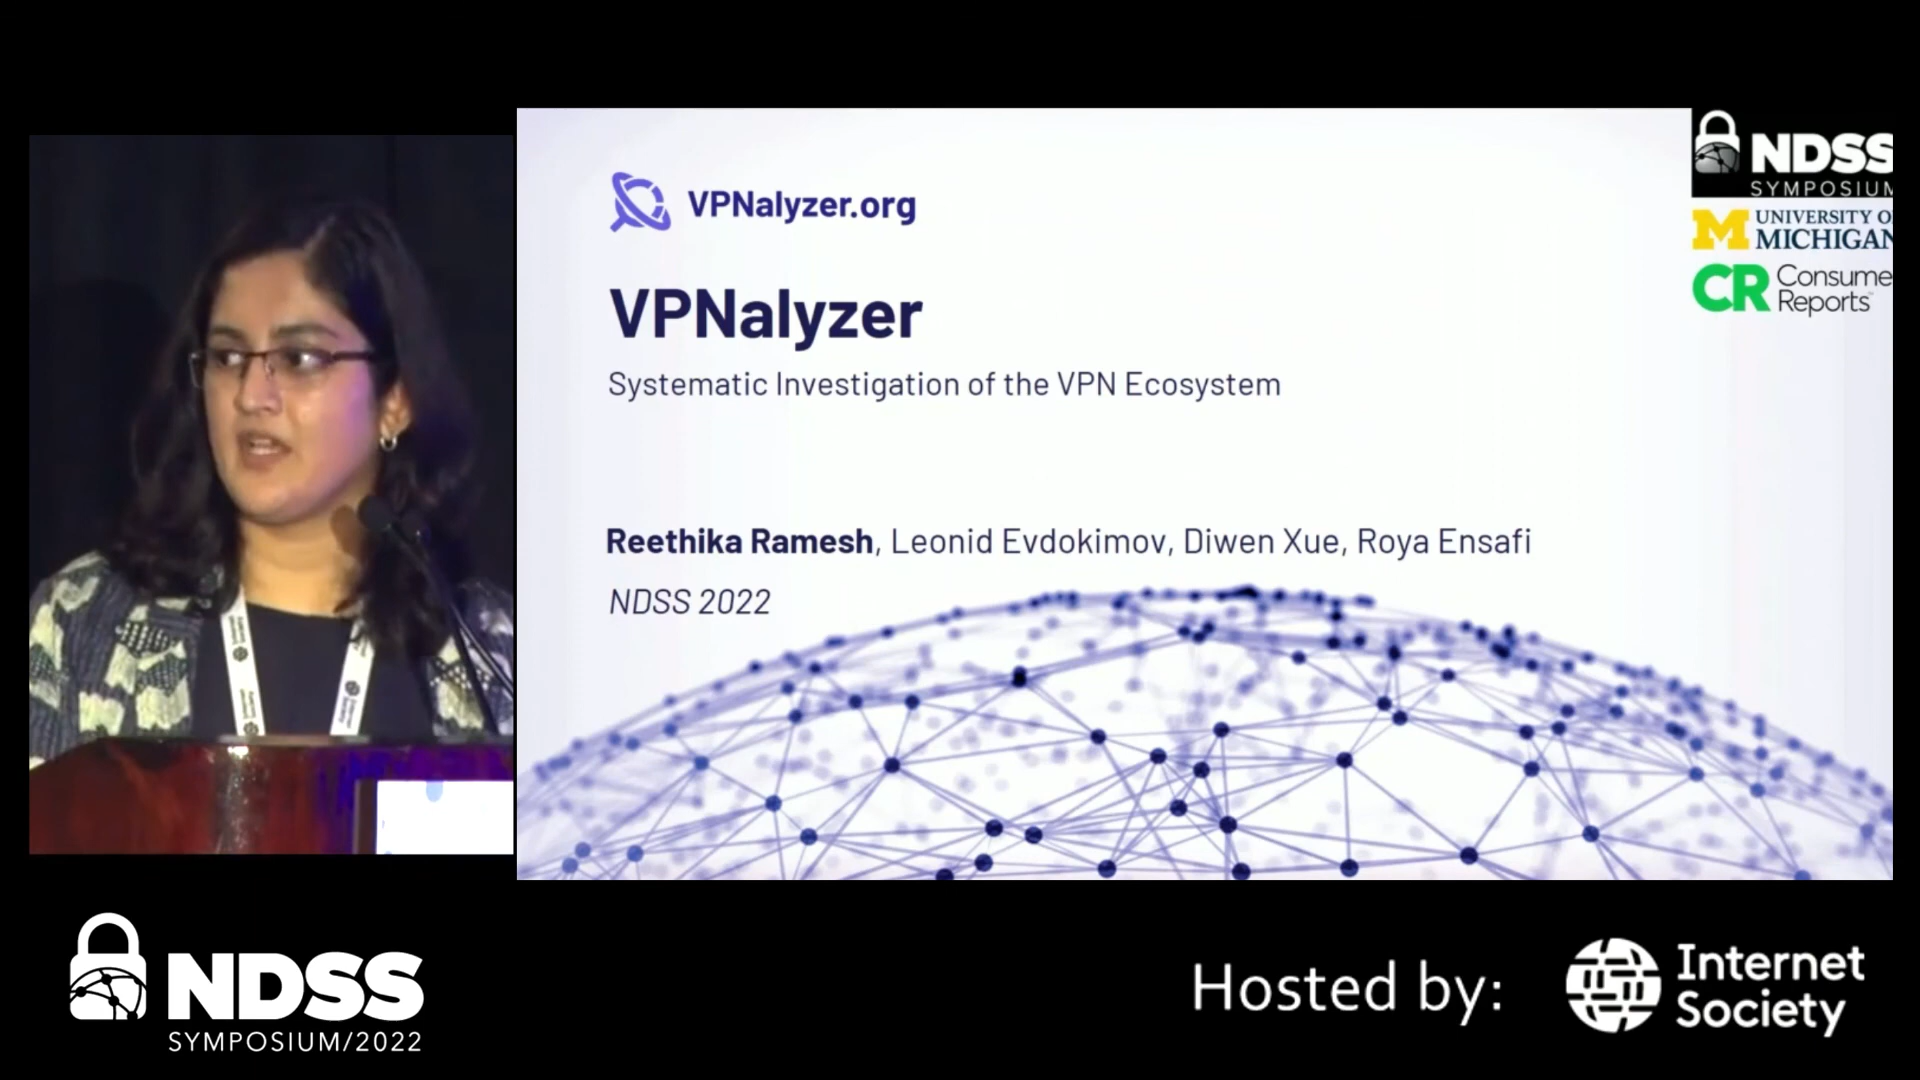 VPNalyzer.org
VPNalyzer
Systematic Investigation of the VPN Ecosystem
Reethika Ramesh, Leonid Evdokimov, Diwen Xue, Roya Ensafi
NDSS 2022
NDSS
SYMPOSIUM
UNIVERSITY O
MICHIGAN
CR Consume
Reports
NDSS
SYMPOSIUM/2022
Hosted by:
Internet
Society